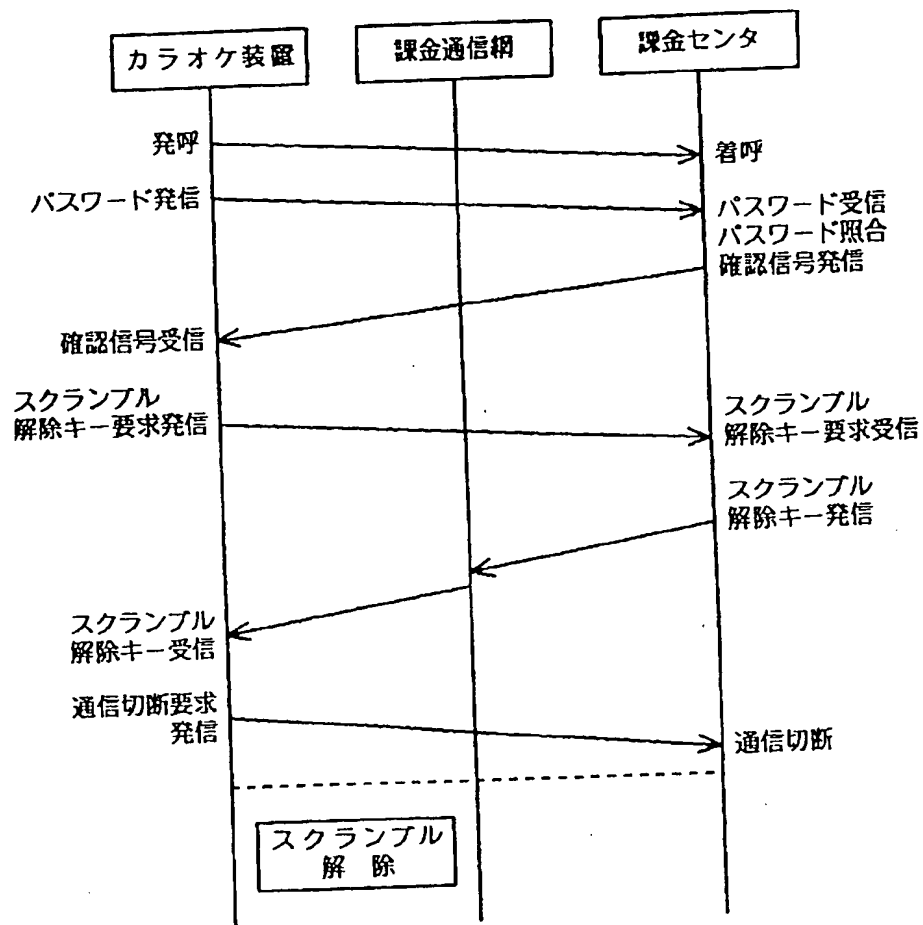 カラオケ装置
課金通信網
課金センタ
発呼
着呼
パスワード発信
パスワード受信
パスワード照合
確認信号発信
確認信号受信
スクランブル
解除キー要求発信
スクランブル
解除キー要求受信
スクランブル
解除キー発信
スクランブル
解除キー受信
通信切断要求
発信
通信切断
スクランブル
解 除